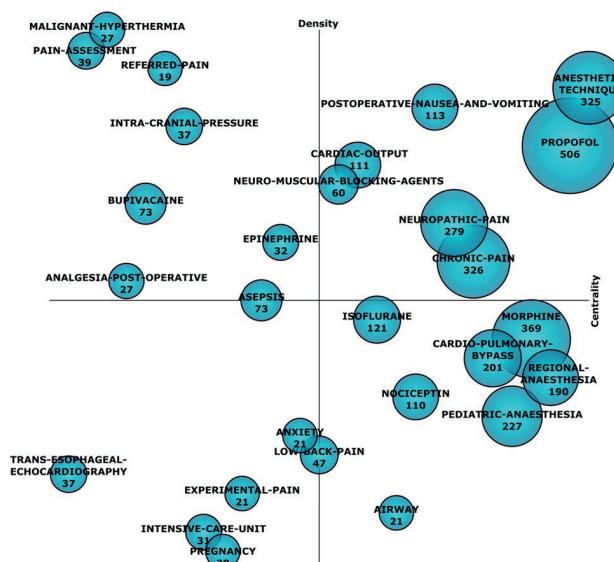 MALIGNANT-HYPERTHERMIA
27
Density
PAIN-ASSESSMENT
39
REFERRED-PAIN
19
ANESTHETI
TECHNIQUE
325
POSTOPERATIVE-NAUSEA-AND-VOMITING
113
INTRA-CRANIAL-PRESSURE
37
PROPOFOL
506
CARDIAC-OUTPUT
111
NEURO-MUSCULAR-BLOCKING-AGENTS
60
BUPIVACAINE
73
NEUROPATHIC-PAIN
279
EPINEPHRINE
32
CHRONIC-PAIN
326
ANALGESIA-POST-OPERATIVE
27
ASEPSIS
73
Centrality
ISOFLURANE
121
MORPHINE
369
CARDIO-PULMONARY-
BYPASS
201
REGIONAL-
ANAESTHESIA
190
NOCICEPTIN
110
PEDIATRIC-ANAESTHESIA
227
ANXIETY
21
LOW-BACK-PAIN
47
TRANS-ESOPHAGEAL-
ECHOCARDIOGRAPHY
37
EXPERIMENTAL-PAIN
21
AIRWAY
21
INTENSIVE-CARE-UNIT
31
PREGNANCY